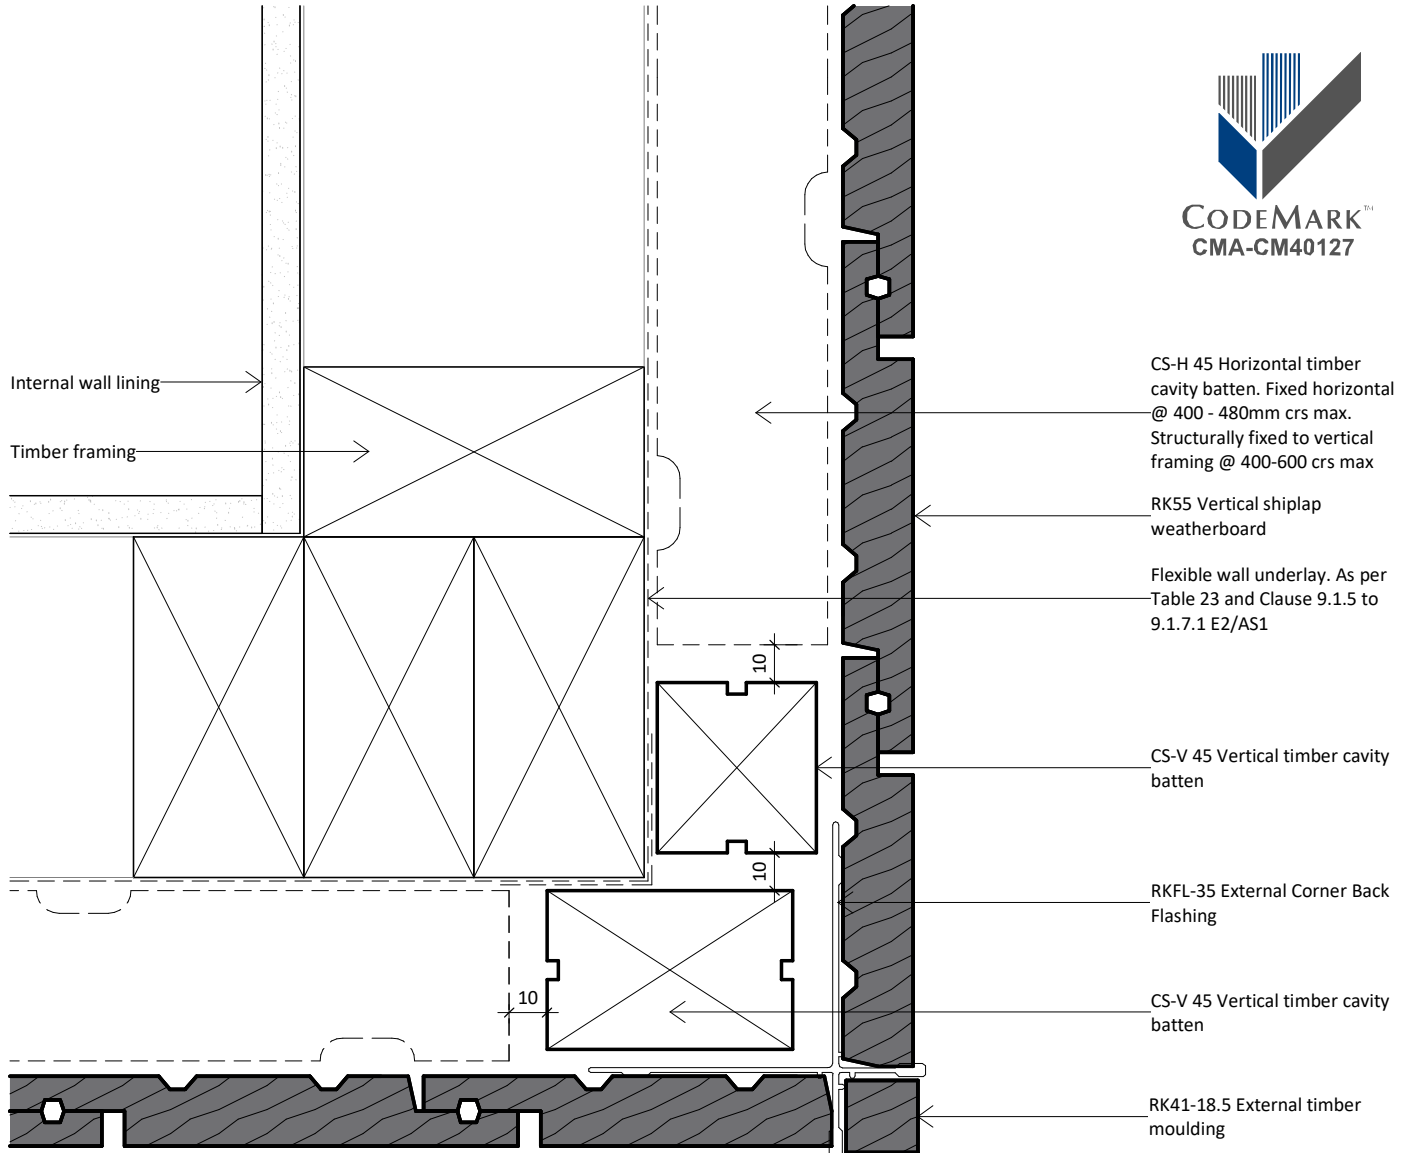 CODEMARK™
CMA-CM40127
Internal wall lining
Timber framing
CS-H 45 Horizontal timber
cavity batten. Fixed horizontal
@ 400 - 480mm crs max.
Structurally fixed to vertical
framing @ 400-600 crs max
RK55 Vertical shiplap
weatherboard
Flexible wall underlay. As per
Table 23 and Clause 9.1.5 to
9.1.7.1 E2/AS1
10
CS-V 45 Vertical timber cavity
batten
10
RKFL-35 External Corner Back
Flashing
10
CS-V 45 Vertical timber cavity
batten
RK41-18.5 External timber
moulding